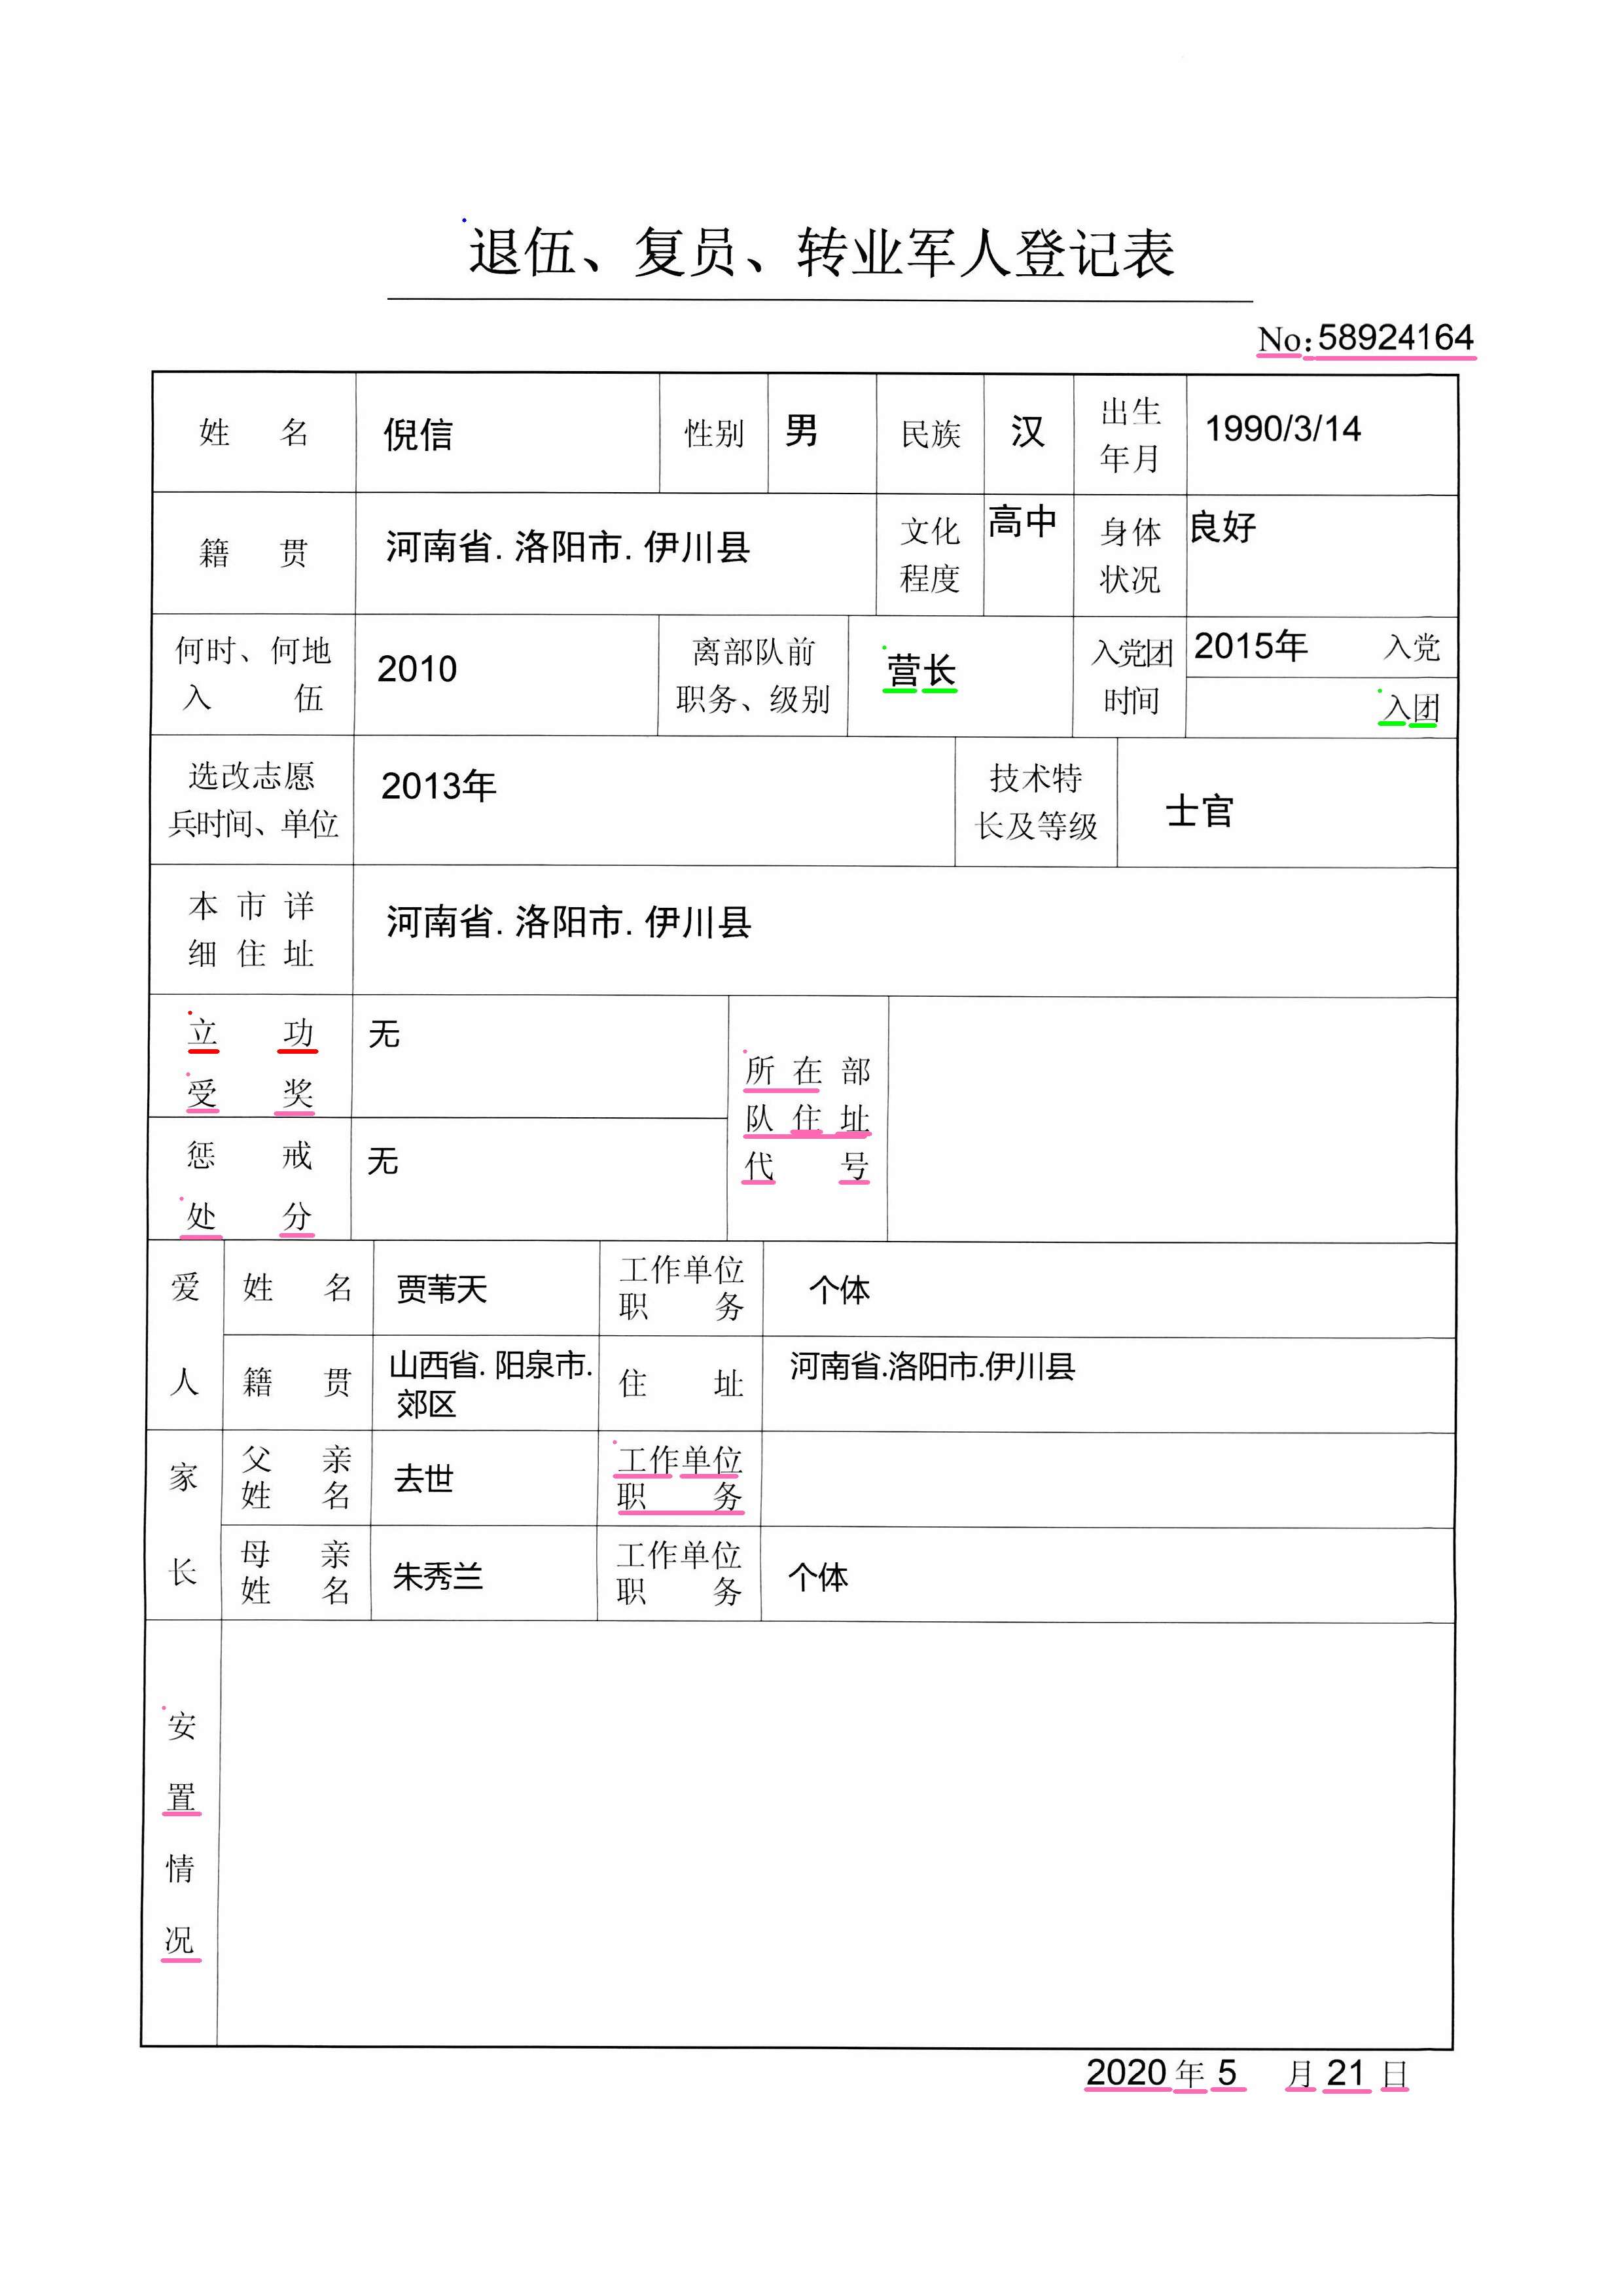 退伍、复员、转业军人登记表
No:58924164
姓 名 倪信 性别 男 民族 汉 出生年月 1990/3/14
籍 贯 河南省. 洛阳市. 伊川县 文化程度 高中 身体状况 良好
何时、何地入 伍 2010 离部队前职务、级别 营长 入党团时间 2015年 入党
入团
选改志愿兵时间、单位 2013年 技术特长及等级 士官
本市详细住址 河南省. 洛阳市. 伊川县
立 功
受 奖
无
所在部
队住址
代 号
惩 戒
处 分
无
爱人 姓 名 贾苇天 工作单位职 务 个体
籍 贯 山西省. 阳泉市.郊区 住 址 河南省.洛阳市.伊川县
家长 父亲姓名 去世 工作单位职 务
母亲姓名 朱秀兰 工作单位职 务 个体
安
置
情
况
2020年5 月21日